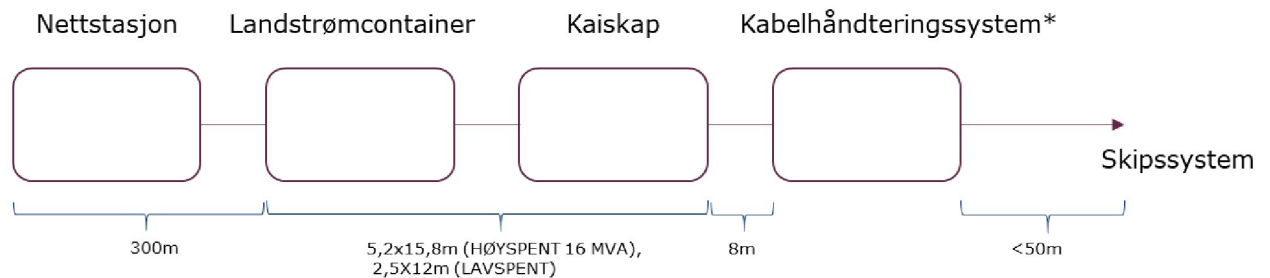 Nettstasjon
Landstrømcontainer
Kaiskap
Kabelhåndteringssystem*
Skipssystem
300m
5,2x15,8m (HØYSPENT 16 MVA),
2,5X12m (LAVSPENT)
8m
<50m